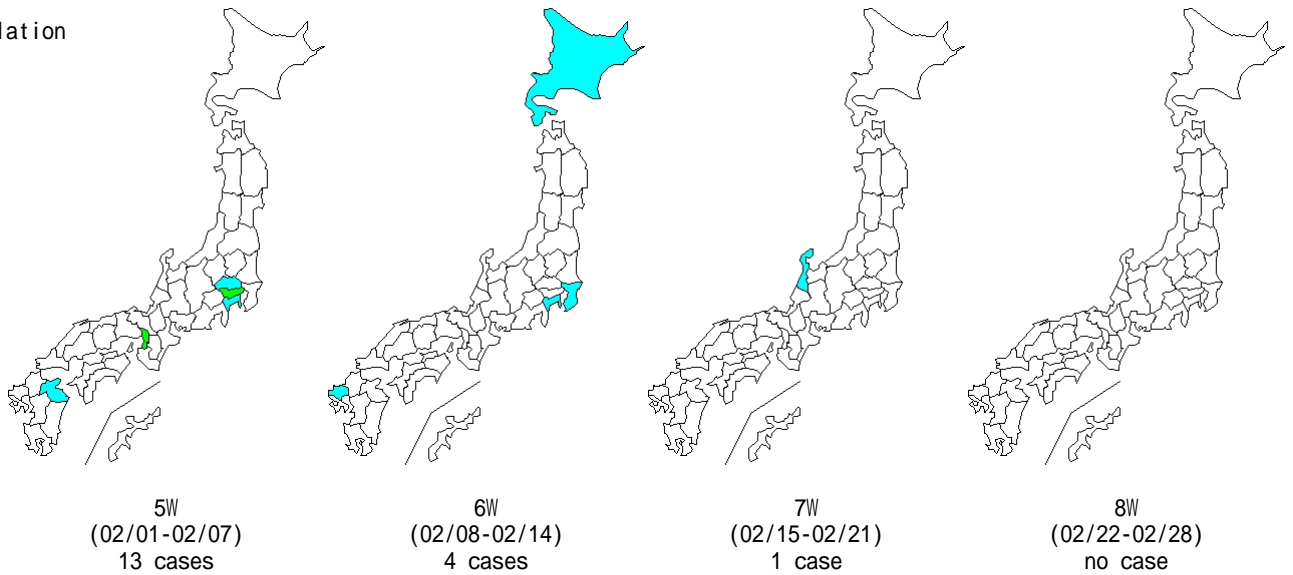 lation
5W
(02/01-02/07)
13 cases
6W
(02/08-02/14)
4 cases
7W
(02/15-02/21)
1 case
8W
(02/22-02/28)
no case